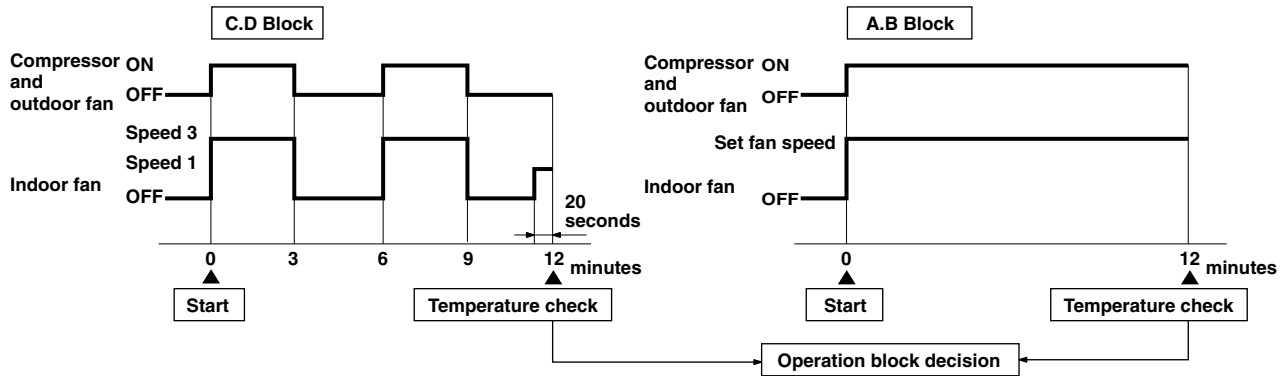 C.D Block
Compressor
and
outdoor fan
ON
OFF
Speed 3
Speed 1
Indoor fan
OFF
20
seconds
0
3
6
9
12
minutes
Start
Temperature check
A.B Block
Compressor
and
outdoor fan
ON
OFF
Set fan speed
Indoor fan
OFF
0
12
minutes
Start
Temperature check
Operation block decision